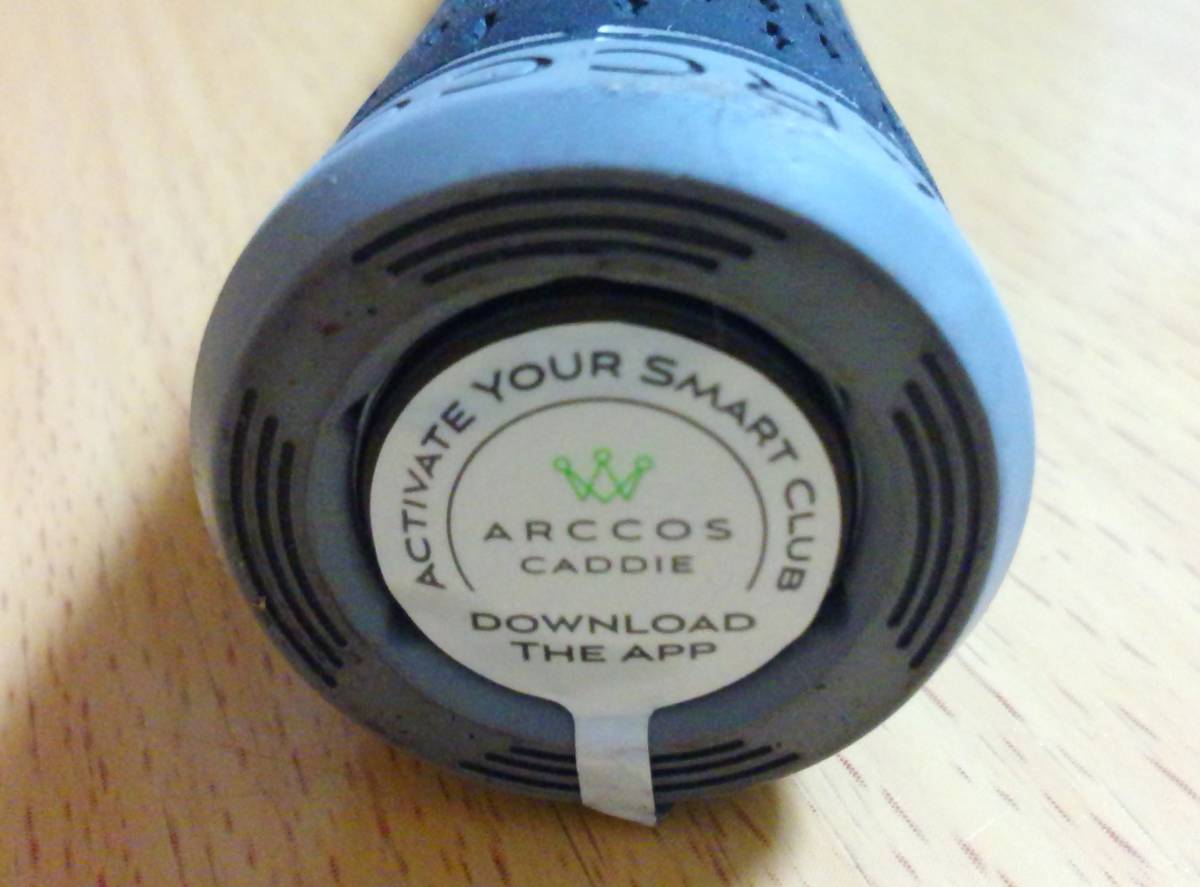 ACTIVATE YOUR SMART CLUB
ARCCOS
CADDIE
DOWNLOAD
THE APP